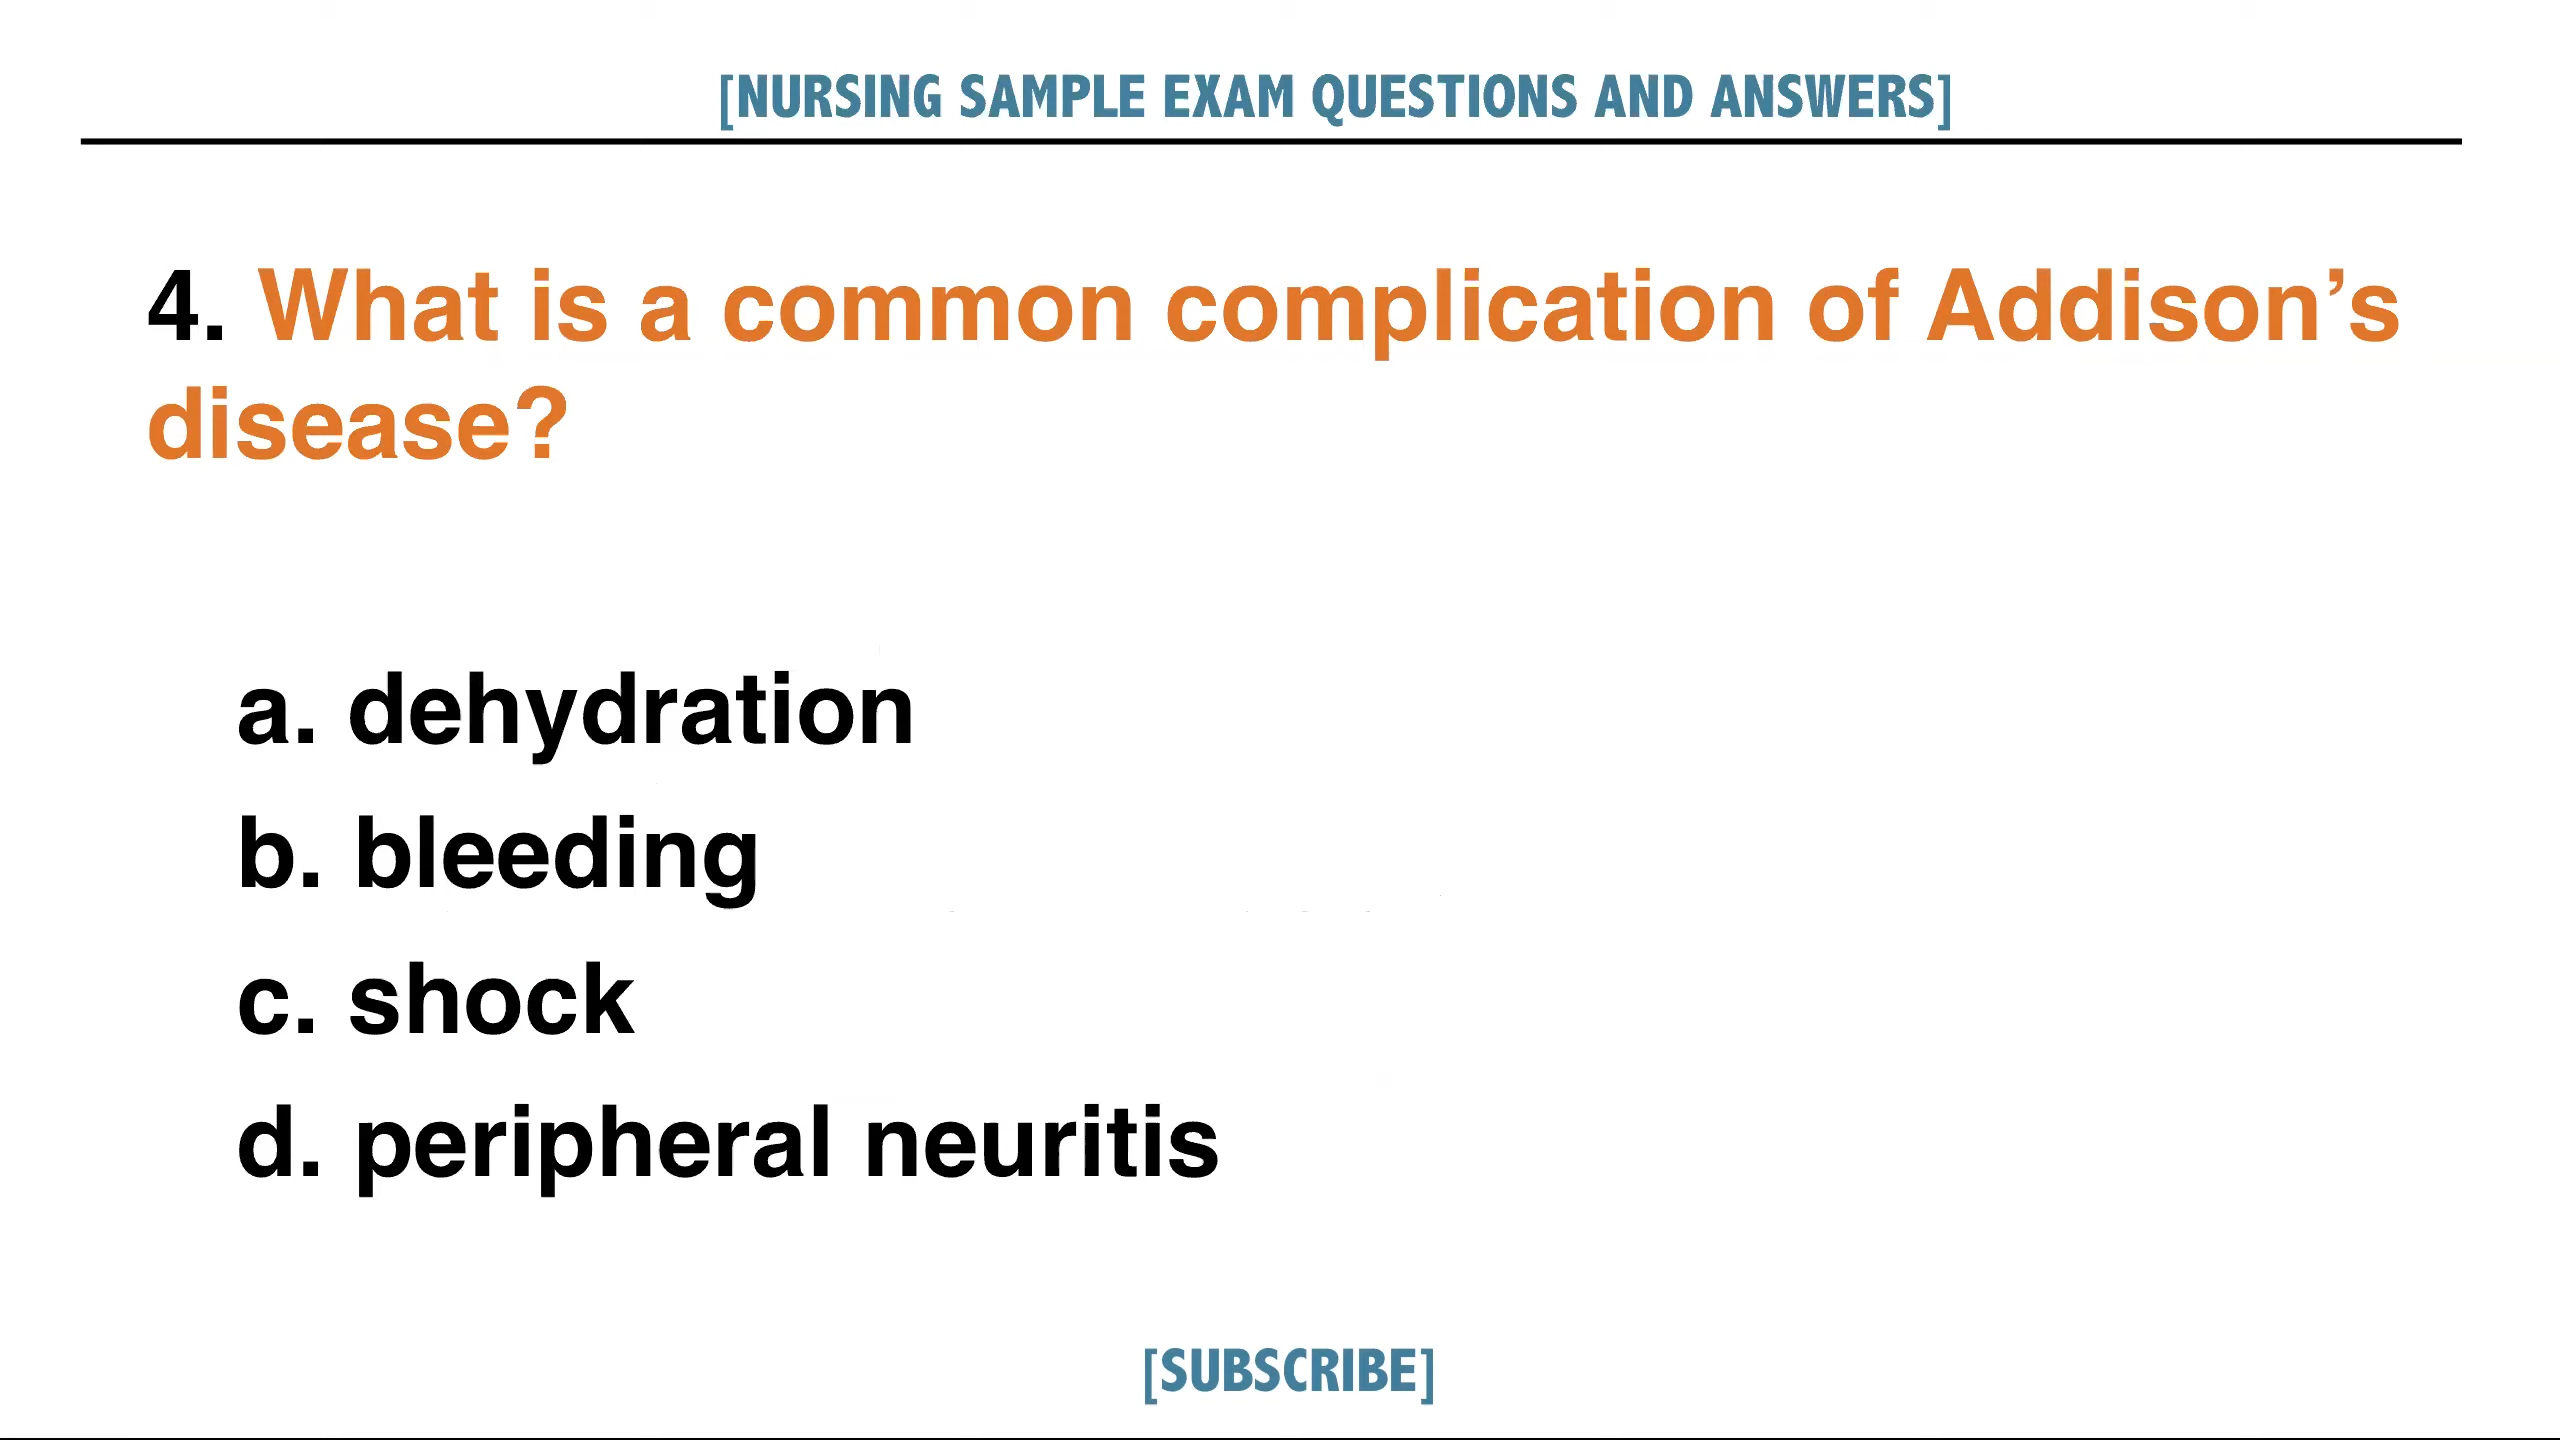 [NURSING SAMPLE EXAM QUESTIONS AND ANSWERS]
4. What is a common complication of Addison’s
disease?
a. dehydration
b. bleeding
c. shock
d. peripheral neuritis
[SUBSCRIBE]